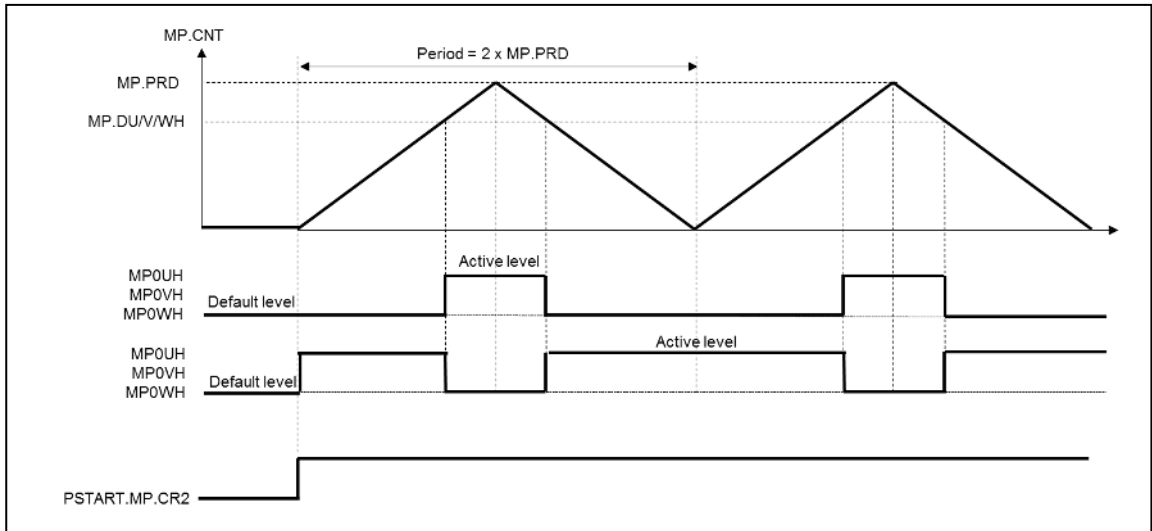 MP.CNT
Period = 2 x MP.PRD
MP.PRD
MP.DU/V/WH
MP0UH
MP0VH
MP0WH
Default level
Active level
MP0UH
MP0VH
MP0WH
Default level
Active level
PSTART.MP.CR2